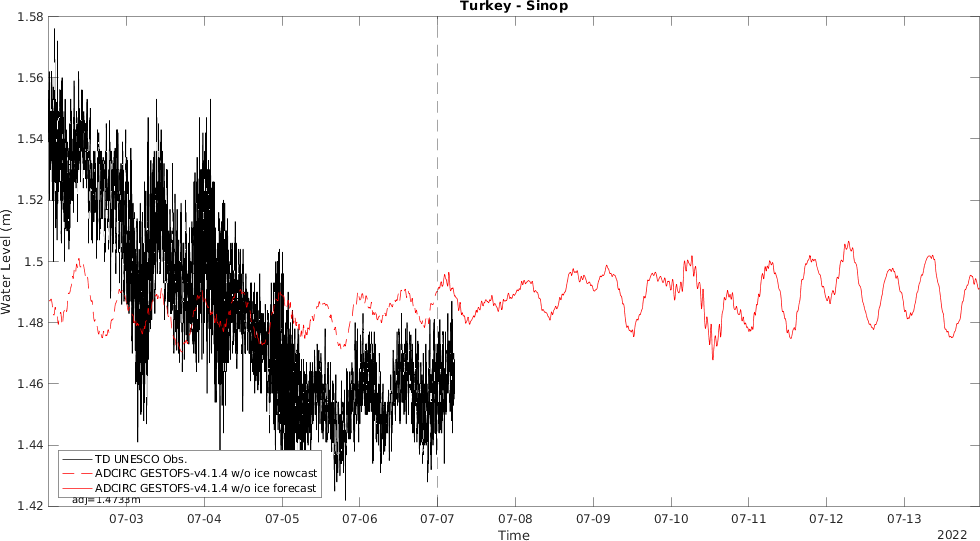 Turkey - Sinop
1.58
1.56
1.54
1.52
1.5
1.48
1.46
1.44
1.42
Water Level (m)
TD UNESCO Obs.
ADCIRC GESTOFS-v4.1.4 w/o ice nowcast
ADCIRC GESTOFS-v4.1.4 w/o ice forecast
adj=1.4733m
07-03 07-04 07-05 07-06 07-07 07-08 07-09 07-10 07-11 07-12 07-13
Time
2022